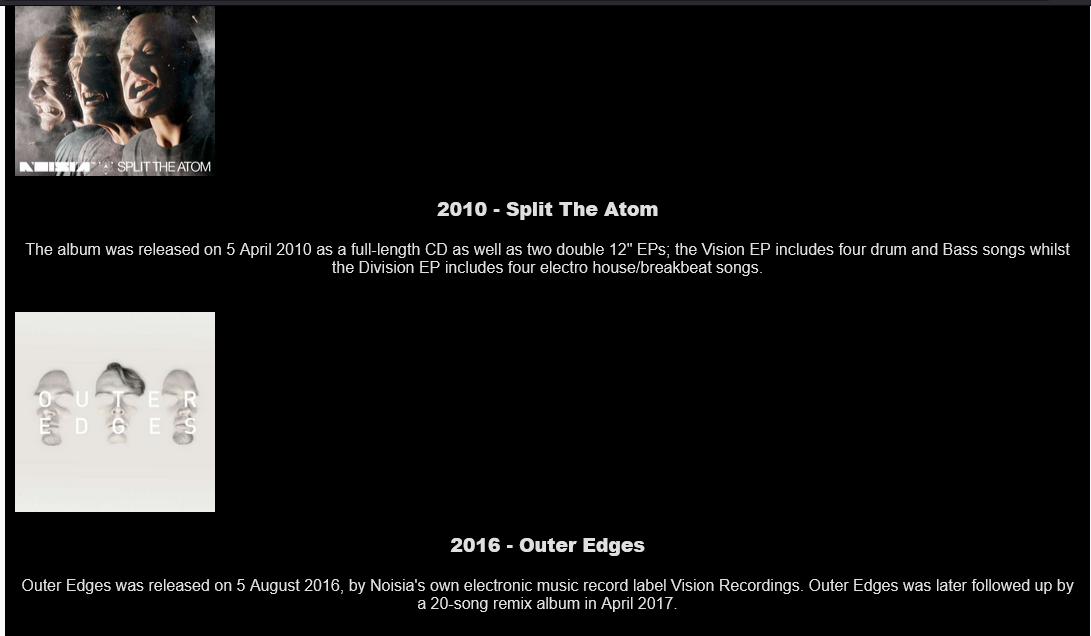 NOISIA SPLIT THE ATOM
2010 - Split The Atom
The album was released on 5 April 2010 as a full-length CD as well as two double 12" EPs; the Vision EP includes four drum and Bass songs whilst
the Division EP includes four electro house/breakbeat songs.
OUTER
EDGES
2016 - Outer Edges
Outer Edges was released on 5 August 2016, by Noisia's own electronic music record label Vision Recordings. Outer Edges was later followed up by
a 20-song remix album in April 2017.